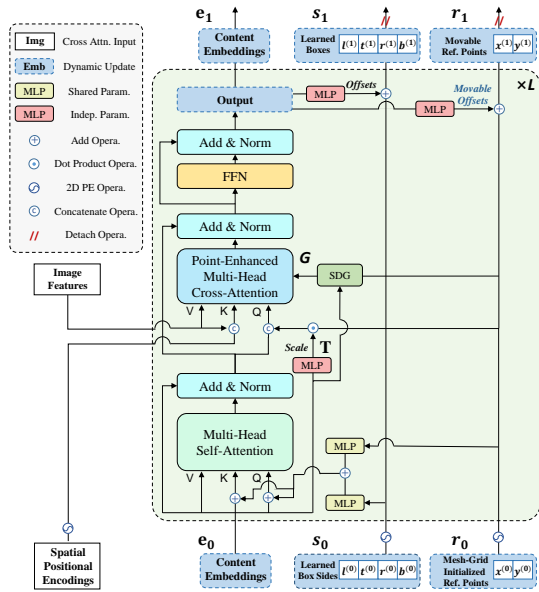 Img Cross Attn. Input
Emb Dynamic Update
MLP Shared Param.
MLP Indep. Param.
Add Opera.
Dot Product Opera.
2D PE Opera.
C Concatenate Opera.
Detach Opera.
e₁
Content
Embeddings
s₁
Learned
Boxes
l⁽¹⁾ t⁽¹⁾ r⁽¹⁾ b⁽¹⁾
r₁
Movable
Ref. Points
x⁽¹⁾ y⁽¹⁾
×L
Output
MLP
Offsets
MLP
Movable
Offsets
Add & Norm
FFN
Add & Norm
Point-Enhanced
Multi-Head
Cross-Attention
G
SDG
V K Q
C C
Image
Features
Scale
T
MLP
Add & Norm
Multi-Head
Self-Attention
V K Q
MLP
MLP
Spatial
Positional
Encodings
e₀
Content
Embeddings
s₀
Learned
Box Sides
l⁽⁰⁾ t⁽⁰⁾ r⁽⁰⁾ b⁽⁰⁾
r₀
Mesh-Grid
Initialized
Ref. Points
x⁽⁰⁾ y⁽⁰⁾